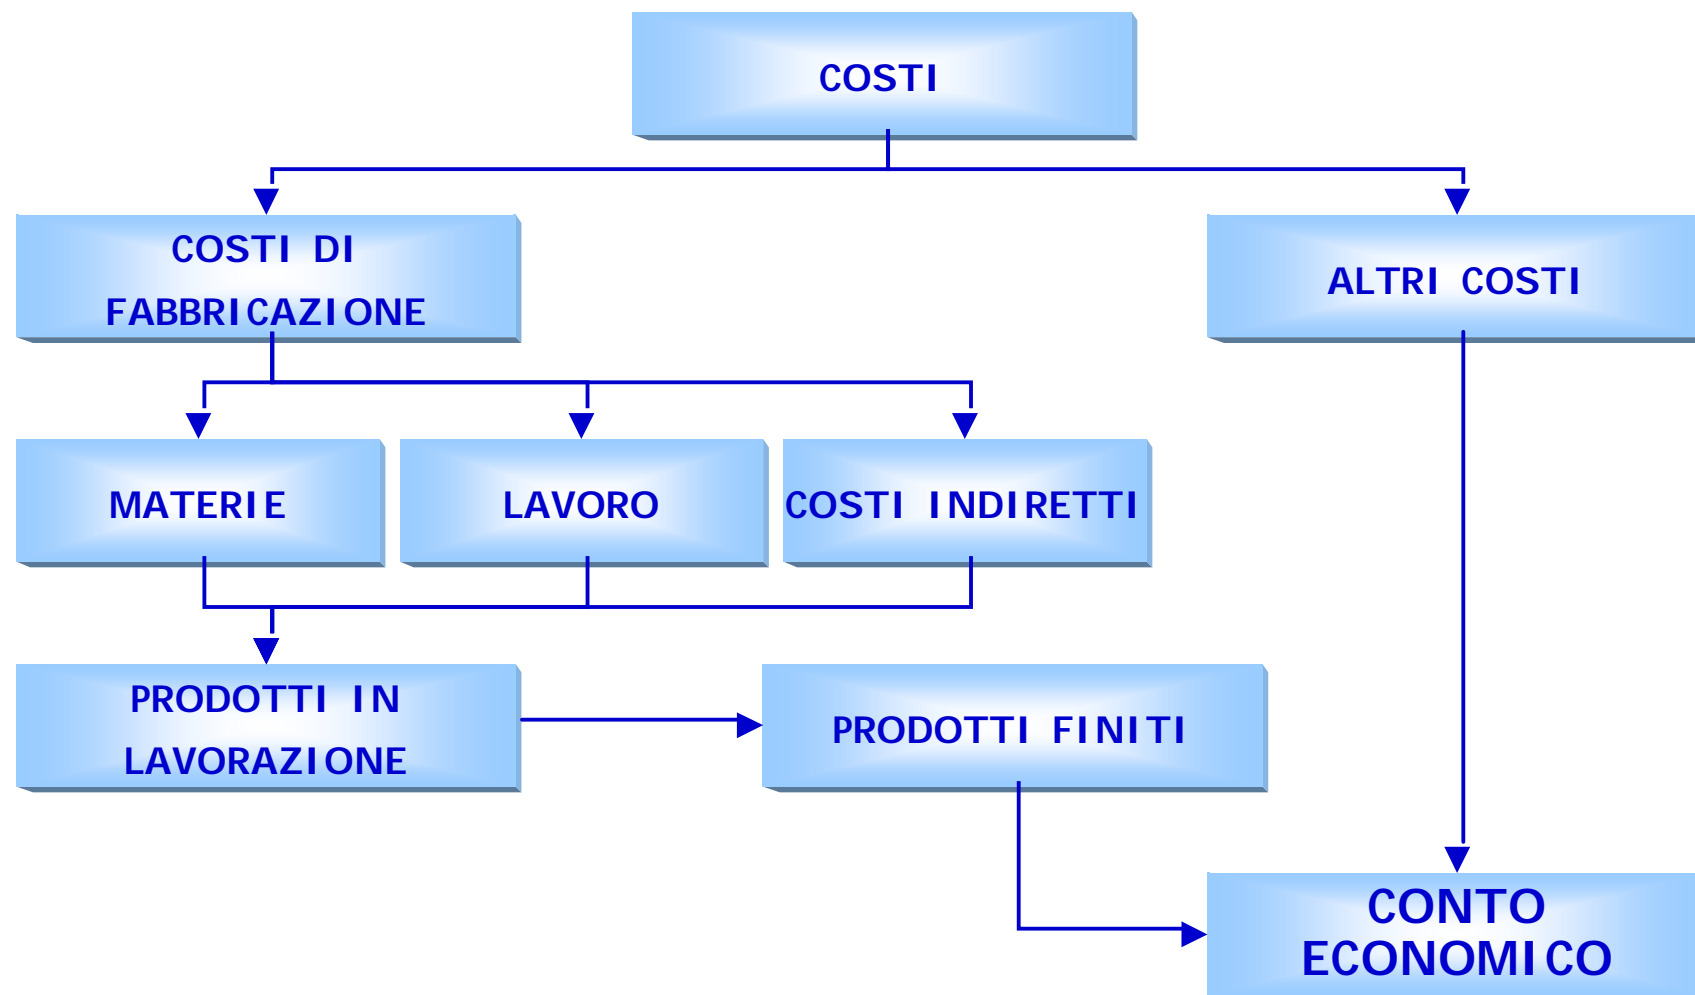 COSTI
COSTI DI
FABBRICAZIONE
ALTRI COSTI
MATERIE
LAVORO
COSTI INDIRETTI
PRODOTTI IN
LAVORAZIONE
PRODOTTI FINITI
CONTO
ECONOMICO